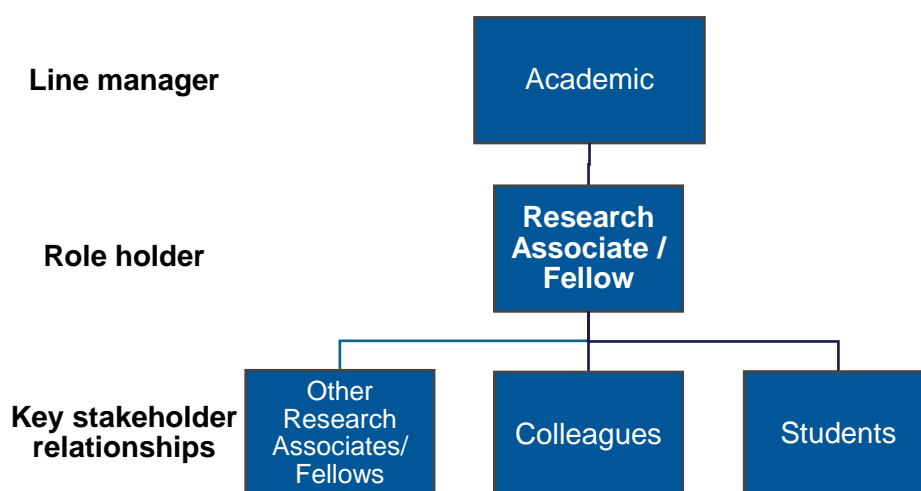 Line manager
Academic
Role holder
Research
Associate /
Fellow
Key stakeholder
relationships
Other
Research
Associates/
Fellows
Colleagues
Students